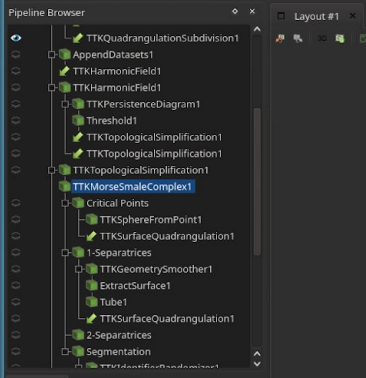 Pipeline Browser
TTKQuadrangulationSubdivision1
AppendDatasets1
TTKHarmonicField1
TTKHarmonicField1
TTKPersistenceDiagram1
Threshold1
TTKTopologicalSimplification1
TTKTopologicalSimplification1
TTKTopologicalSimplification1
TTKMorseSmaleComplex1
Critical Points
TTKSphereFromPoint1
TTKSurfaceQuadrangulation1
1-Separatrices
TTKGeometrySmoother1
ExtractSurface1
Tube1
TTKSurfaceQuadrangulation1
2-Separatrices
Segmentation
TTKIdentifierRandomizer1
Layout #1